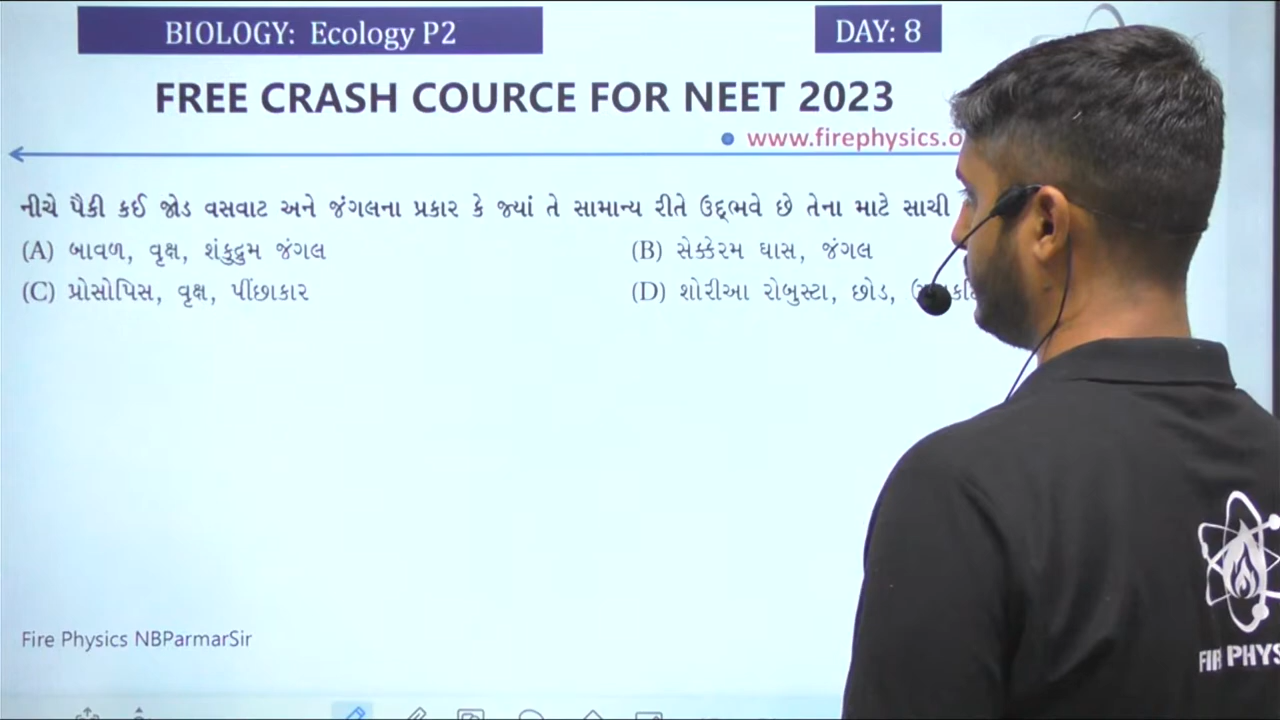 BIOLOGY: Ecology P2
DAY: 8
FREE CRASH COURCE FOR NEET 2023
www.firephysics.o
નીચે પૈકી કઈ જોડ વસવાટ અને જંગલના પ્રકાર કે જ્યાં તે સામાન્ય રીતે ઉદ્દ્ભવે છે તેના માટે સાચી
(A) બાવળ, વૃક્ષ, શંકુદ્રુમ જંગલ
(B) સેક્કેરમ ઘાસ, જંગલ
(C) પ્રોસોપિસ, વૃક્ષ, પીંછાકાર
(D) શોરીઆ રોબુસ્ટા, છોડ,
Fire Physics NBParmarSir
FIR PHYS